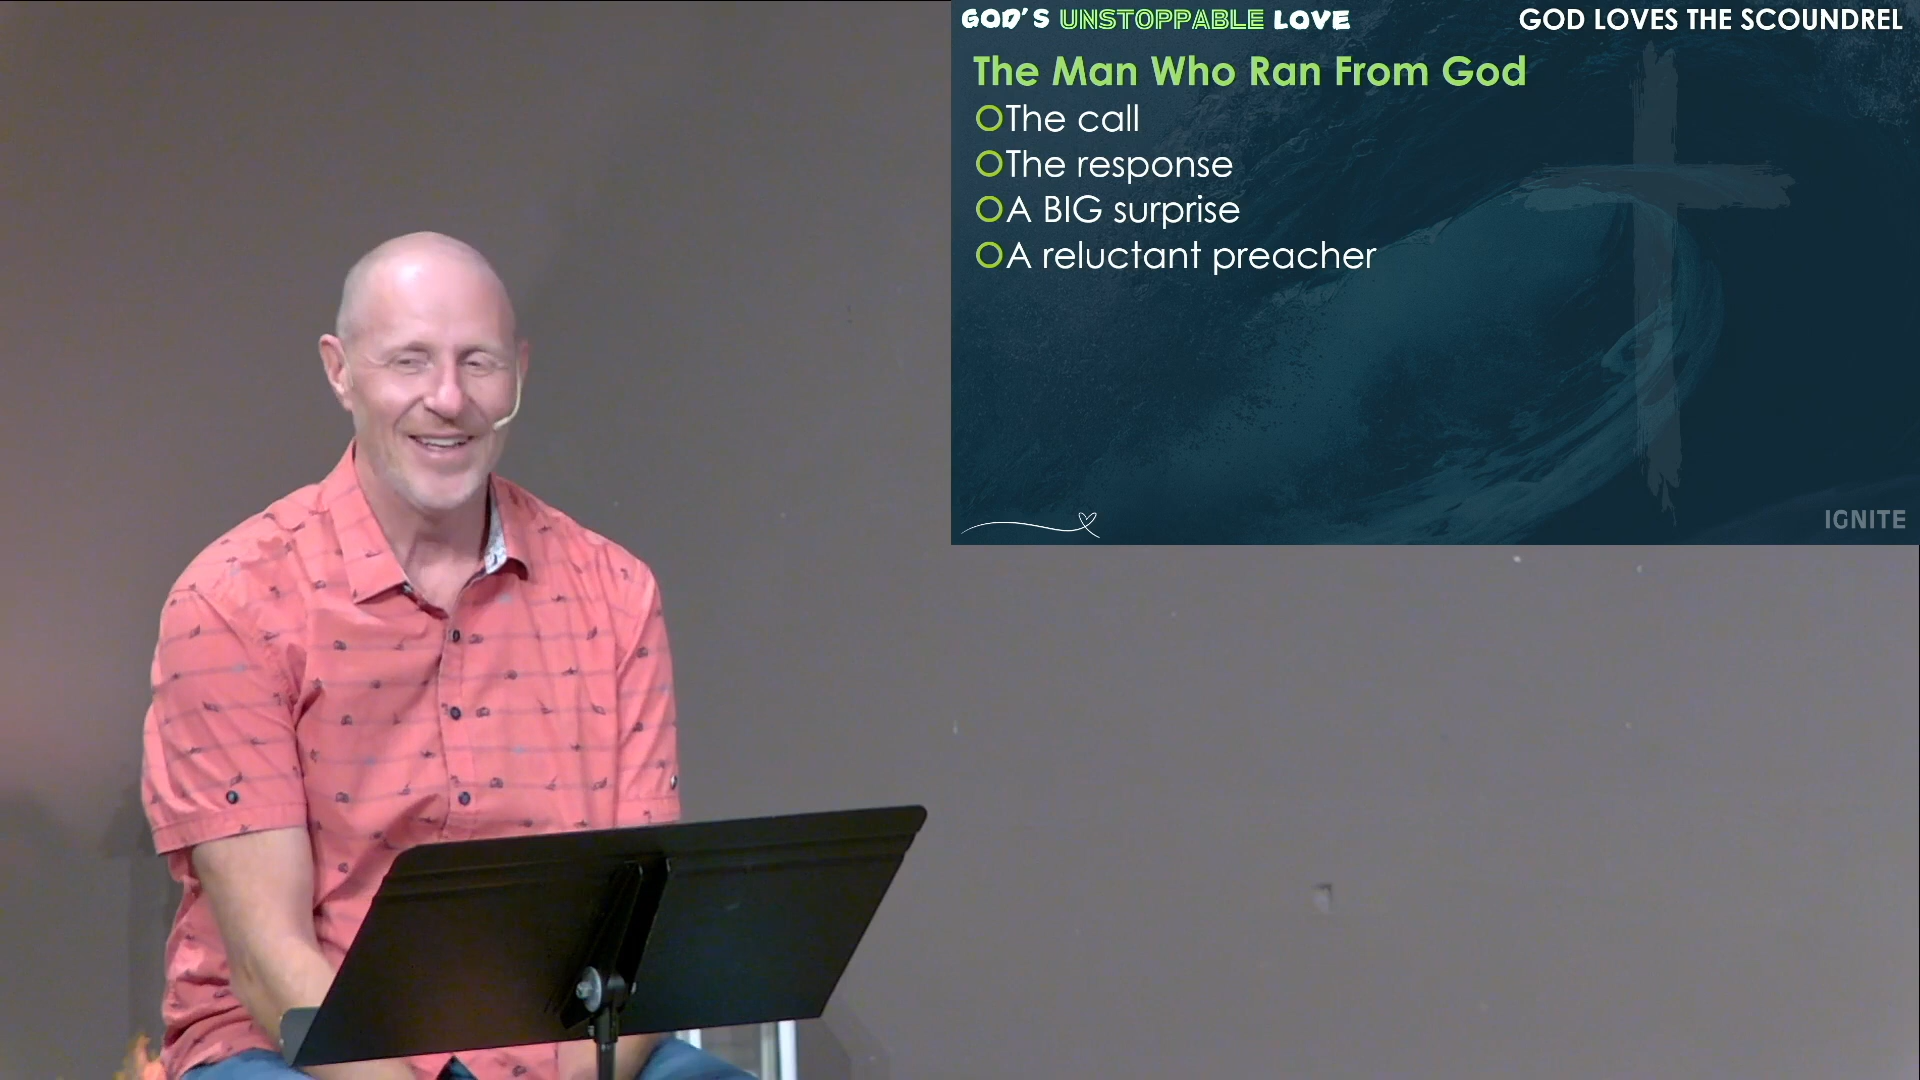 GOD'S UNSTOPPABLE LOVE
GOD LOVES THE SCOUNDREL
The Man Who Ran From God
The call
The response
A BIG surprise
A reluctant preacher
IGNITE